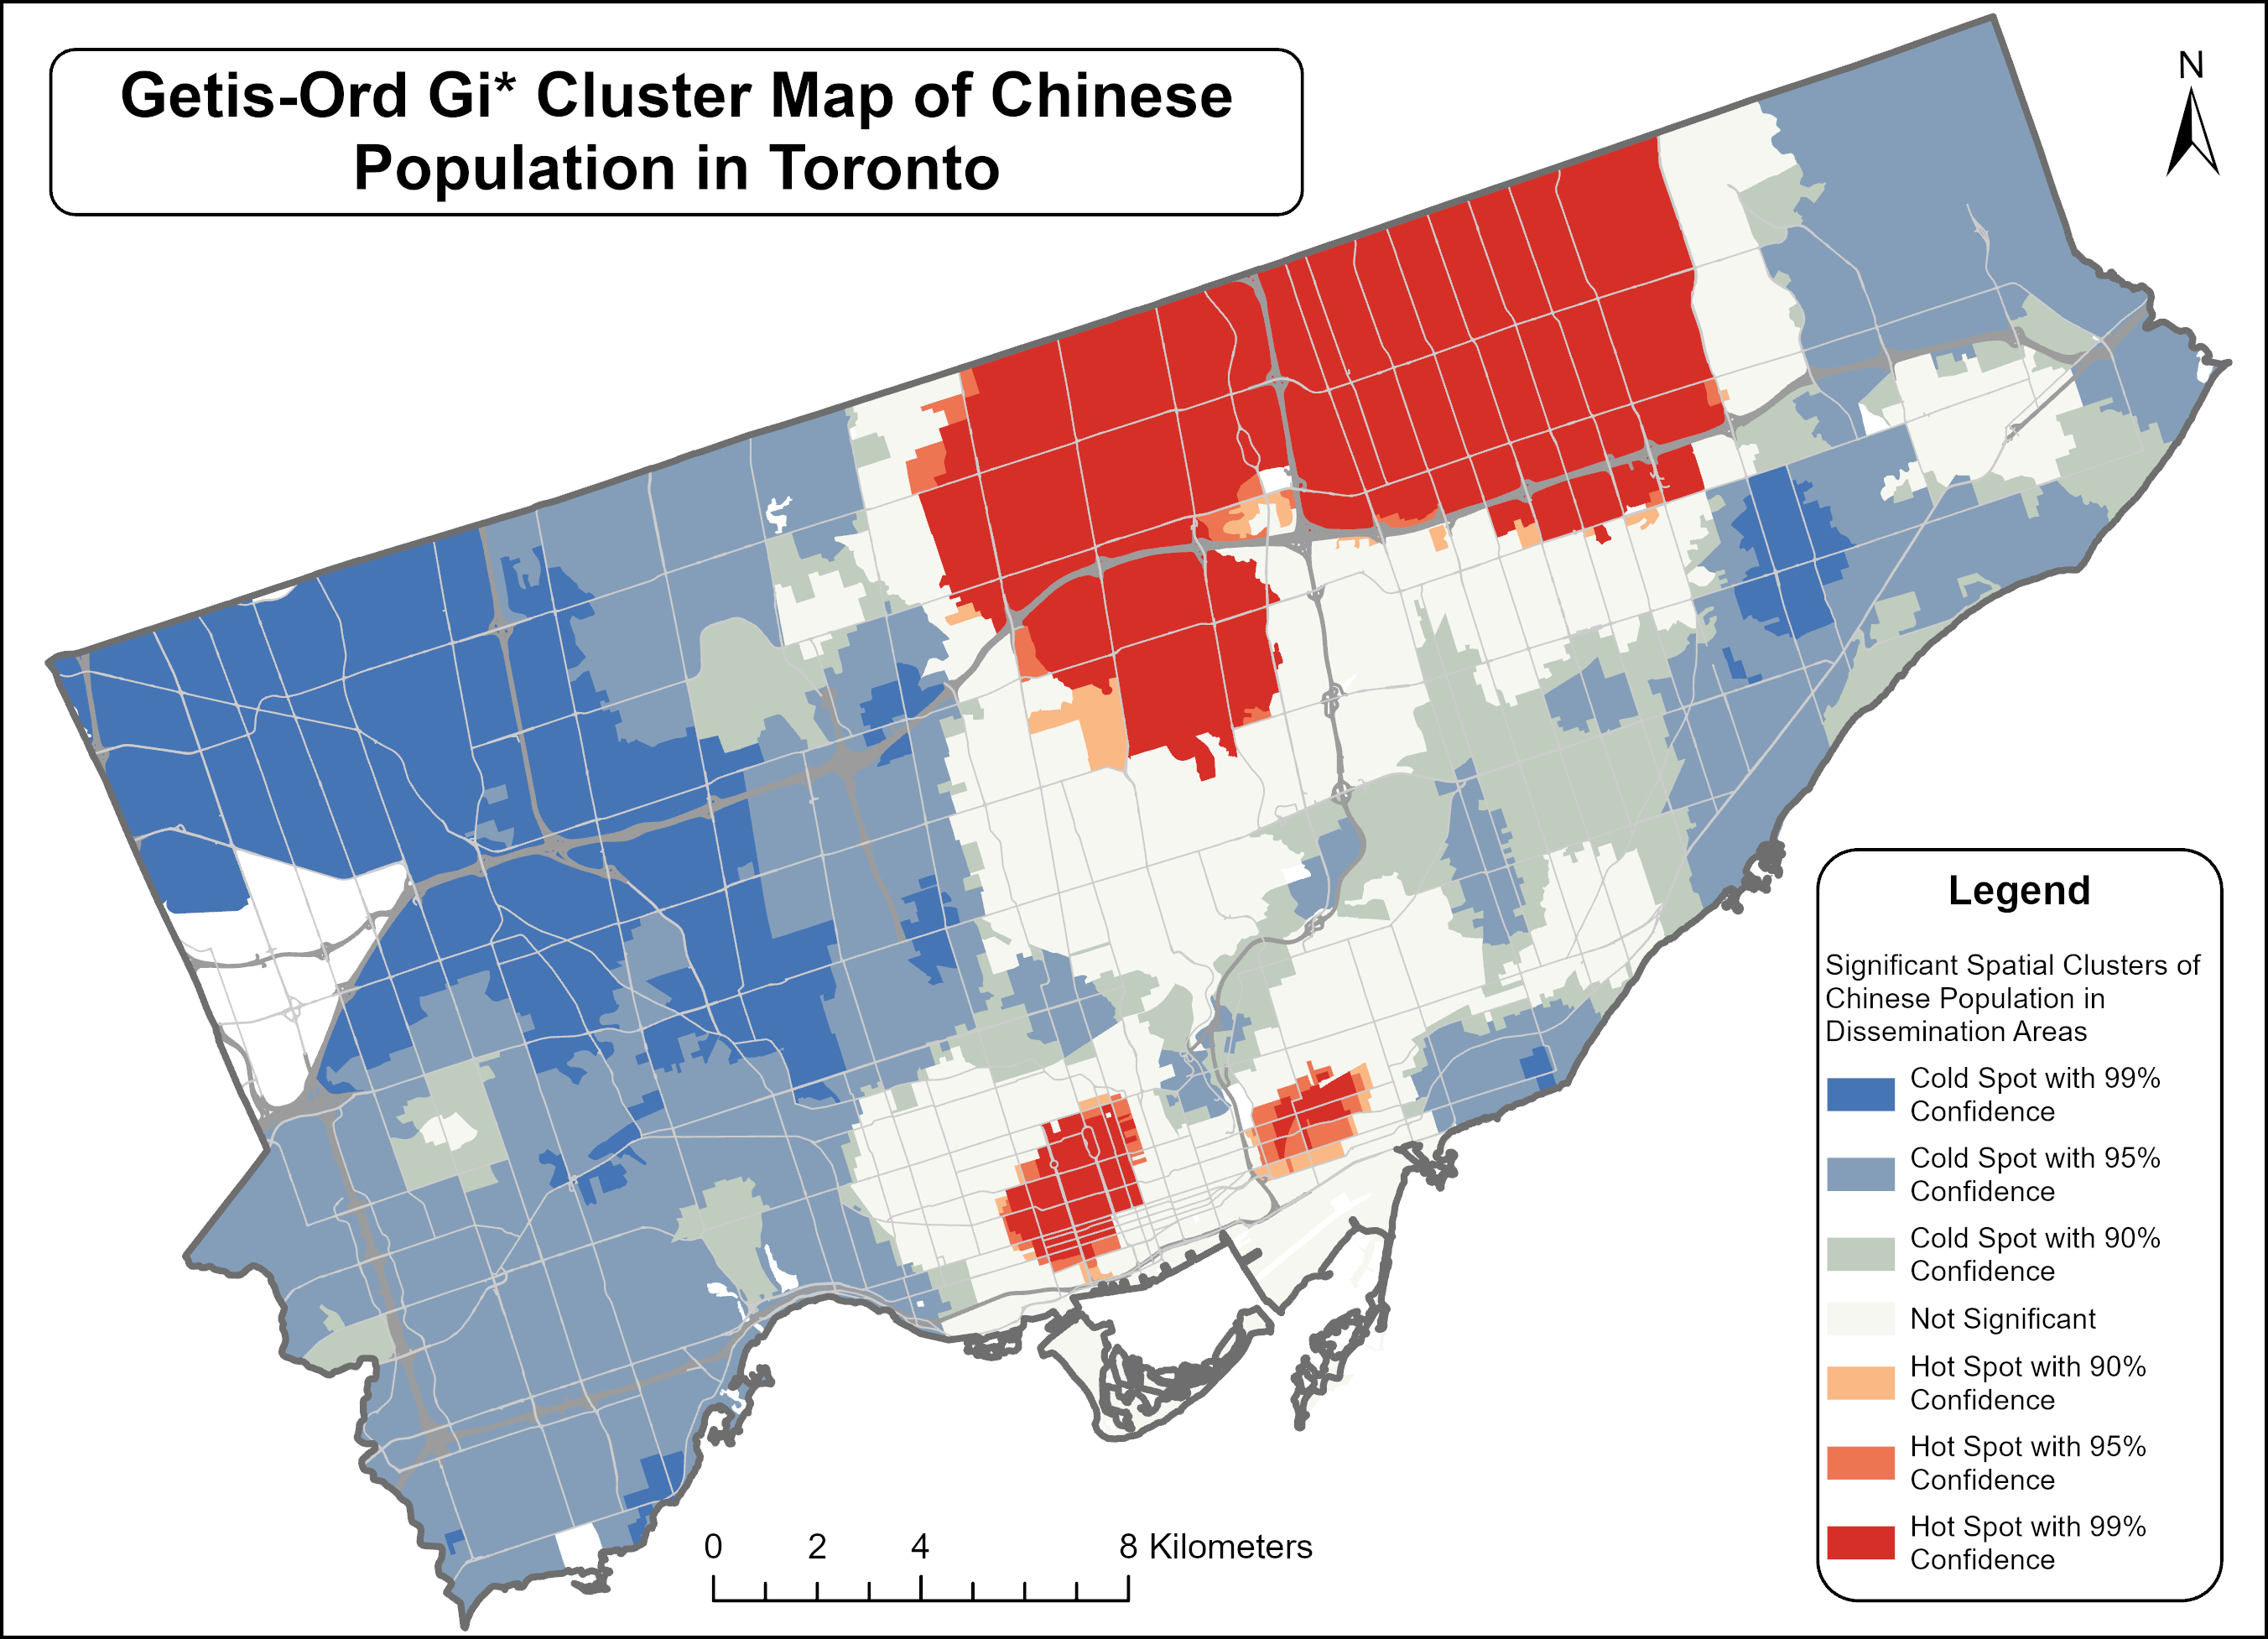 Getis-Ord Gi* Cluster Map of Chinese
Population in Toronto
N
Legend
Significant Spatial Clusters of
Chinese Population in
Dissemination Areas
Cold Spot with 99%
Confidence
Cold Spot with 95%
Confidence
Cold Spot with 90%
Confidence
Not Significant
Hot Spot with 90%
Confidence
Hot Spot with 95%
Confidence
Hot Spot with 99%
Confidence
0 2 4 8 Kilometers